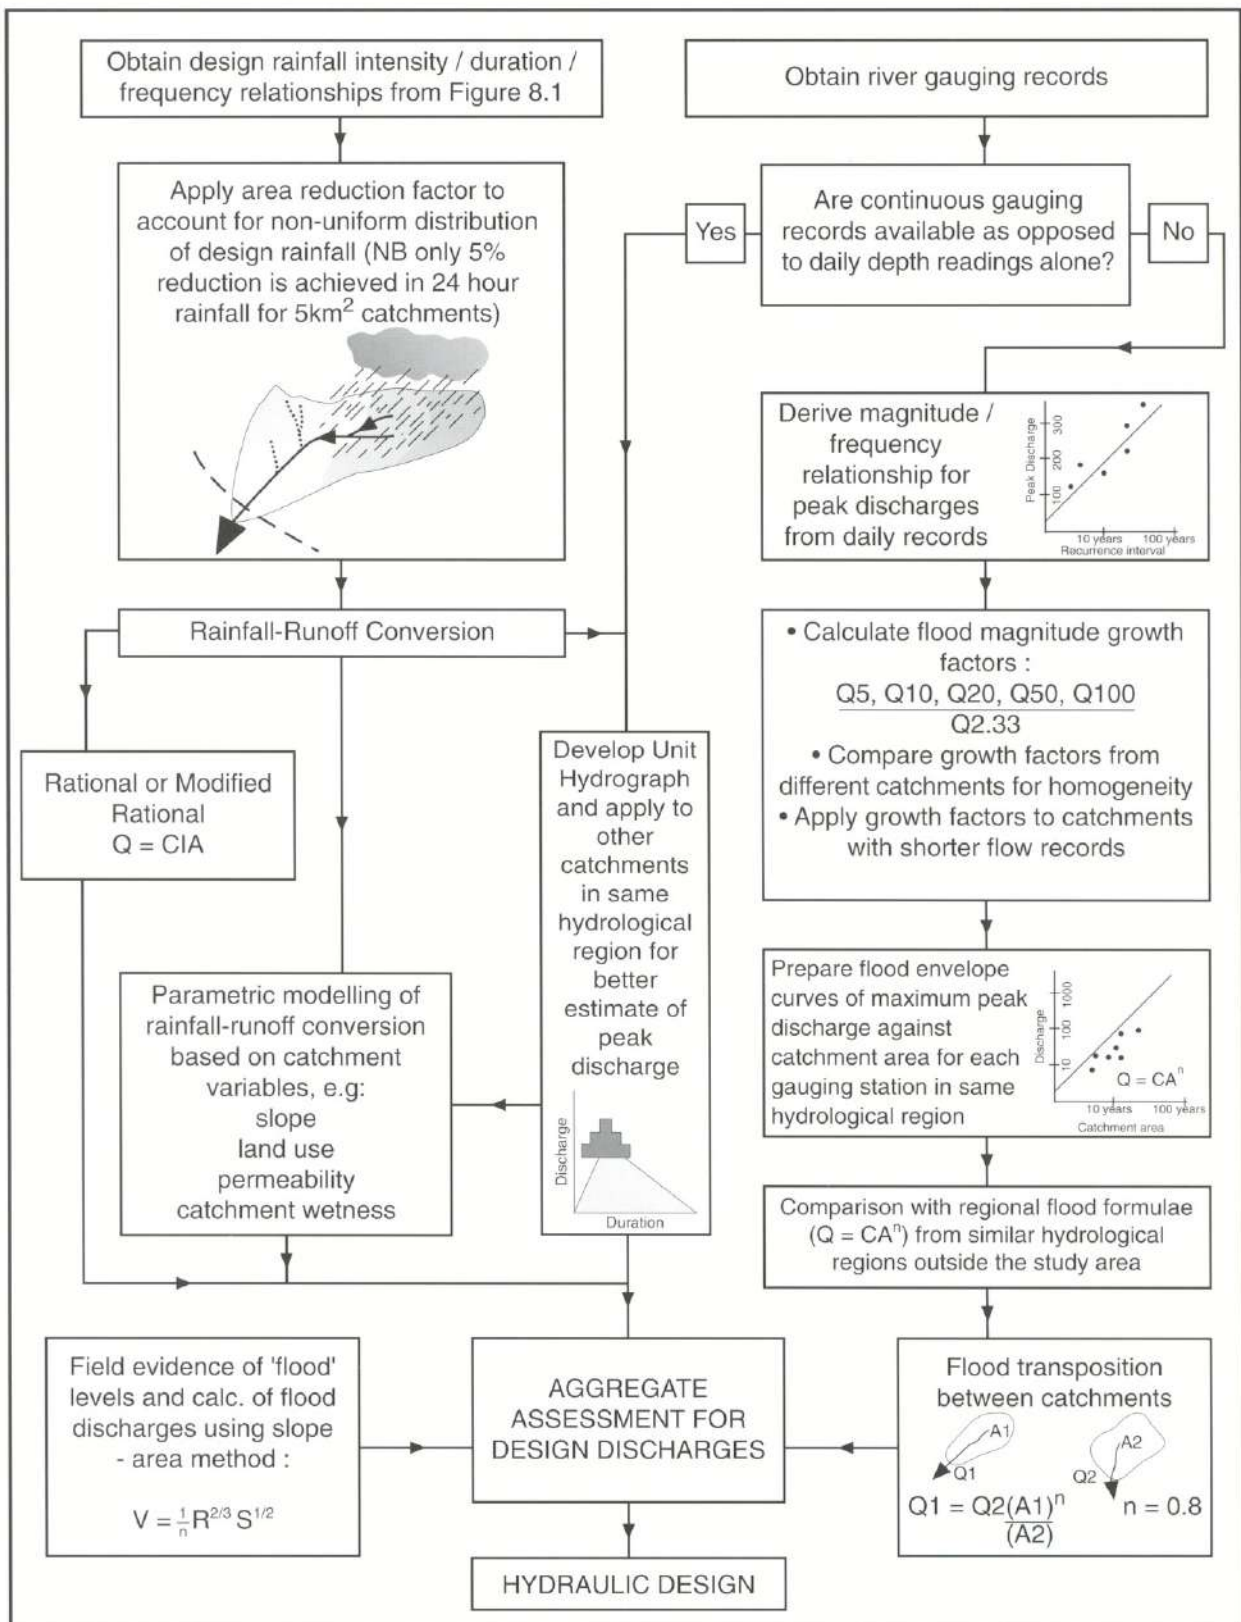 Obtain design rainfall intensity / duration /
frequency relationships from Figure 8.1
Apply area reduction factor to
account for non-uniform distribution
of design rainfall (NB only 5%
reduction is achieved in 24 hour
rainfall for 5km² catchments)
Rainfall-Runoff Conversion
Rational or Modified
Rational
Q = CIA
Parametric modelling of
rainfall-runoff conversion
based on catchment
variables, e.g:
slope
land use
permeability
catchment wetness
Obtain river gauging records
Are continuous gauging
records available as opposed
to daily depth readings alone?
Yes
No
Develop Unit
Hydrograph
and apply to
other
catchments
in same
hydrological
region for
better
estimate of
peak
discharge
Discharge
Duration
Derive magnitude /
frequency
relationship for
peak discharges
from daily records
Peak Discharge
300
200
100
10 years 100 years
Recurrence interval
• Calculate flood magnitude growth
factors :
Q5, Q10, Q20, Q50, Q100
Q2.33
• Compare growth factors from
different catchments for homogeneity
• Apply growth factors to catchments
with shorter flow records
Prepare flood envelope
curves of maximum peak
discharge against
catchment area for each
gauging station in same
hydrological region
Discharge
1000
100
10
Q = CAⁿ
10 years 100 years
Catchment area
Comparison with regional flood formulae
(Q = CAⁿ) from similar hydrological
regions outside the study area
Flood transposition
between catchments
A1
Q1
A2
Q2
Q1 = Q2(A1)ⁿ n = 0.8
(A2)
Field evidence of 'flood'
levels and calc. of flood
discharges using slope
- area method :
V = 1/n R^2/3 S^1/2
AGGREGATE
ASSESSMENT FOR
DESIGN DISCHARGES
HYDRAULIC DESIGN